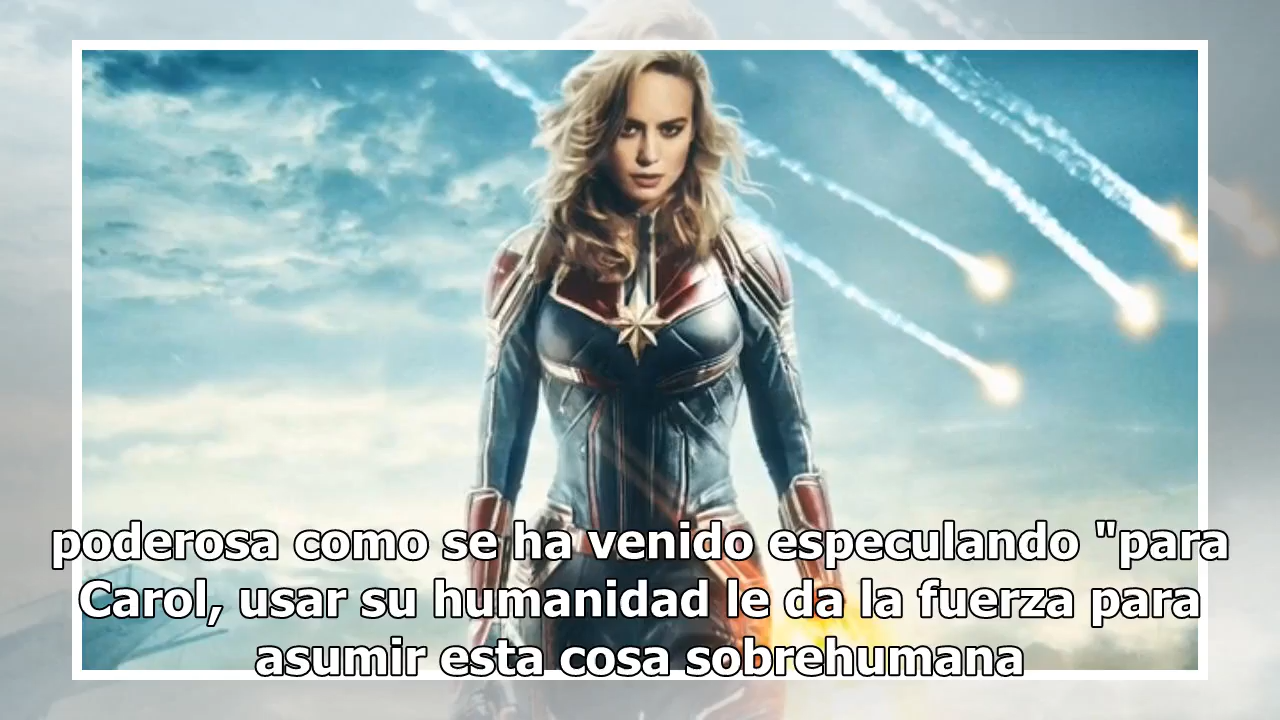 poderosa como se ha venido especulando "para
Carol, usar su humanidad le da la fuerza para
asumir esta cosa sobrehumana